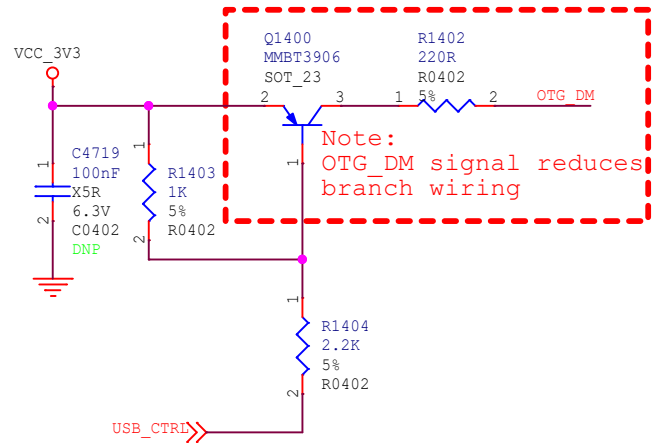 VCC_3V3
Q1400
MMBT3906
SOT_23
R1402
220R
R0402
5%
2
3
1
2
OTG_DM
1
Note:
OTG_DM signal reduces
branch wiring
1
C4719
100nF
X5R
6.3V
C0402
DNP
2
1
R1403
1K
5%
R0402
2
1
R1404
2.2K
5%
R0402
2
USB_CTRL